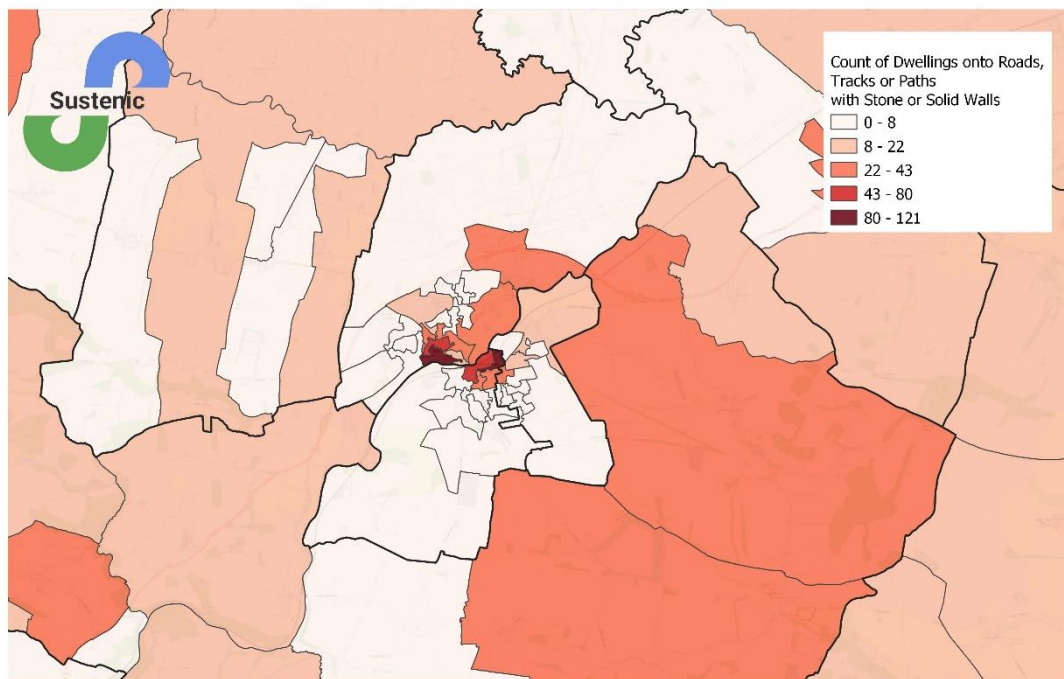 Sustenic
Count of Dwellings onto Roads,
Tracks or Paths
with Stone or Solid Walls
0 - 8
8 - 22
22 - 43
43 - 80
80 - 121